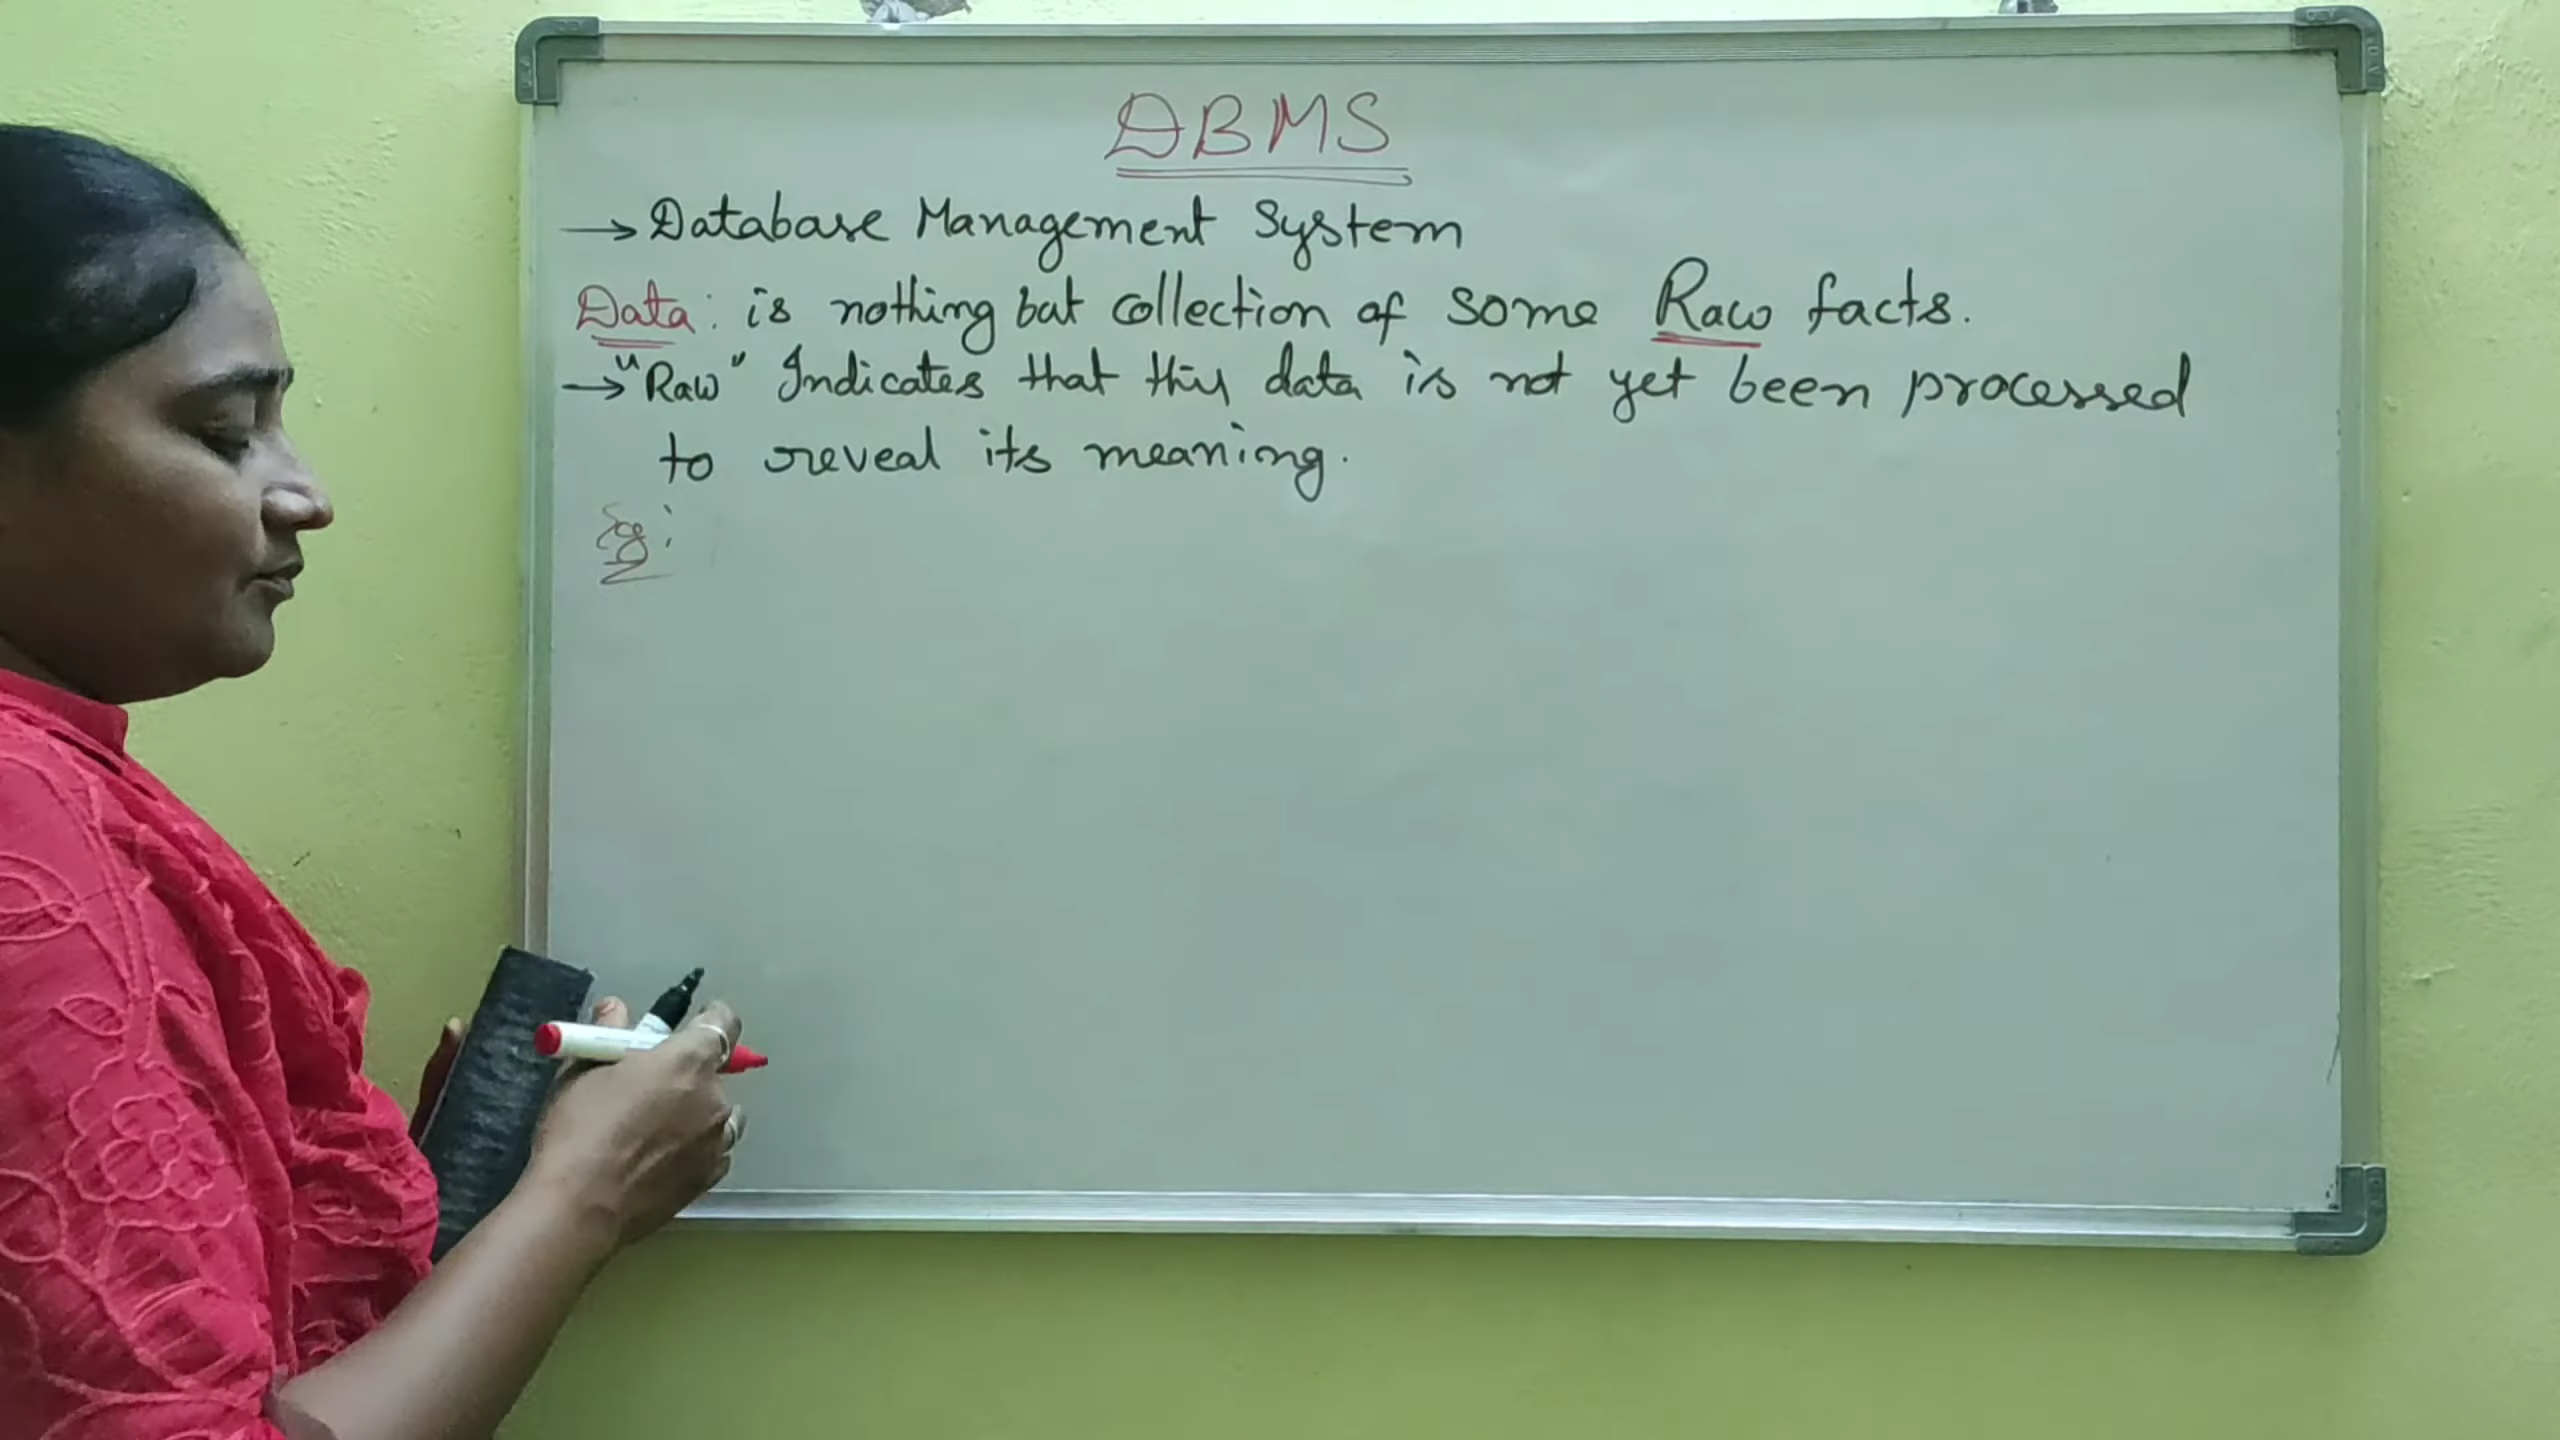 DBMS
→ Database Management System
Data: is nothing but collection of some Raw facts.
→ "Raw" Indicates that this data is not yet been processed
to reveal its meaning.
Eg: